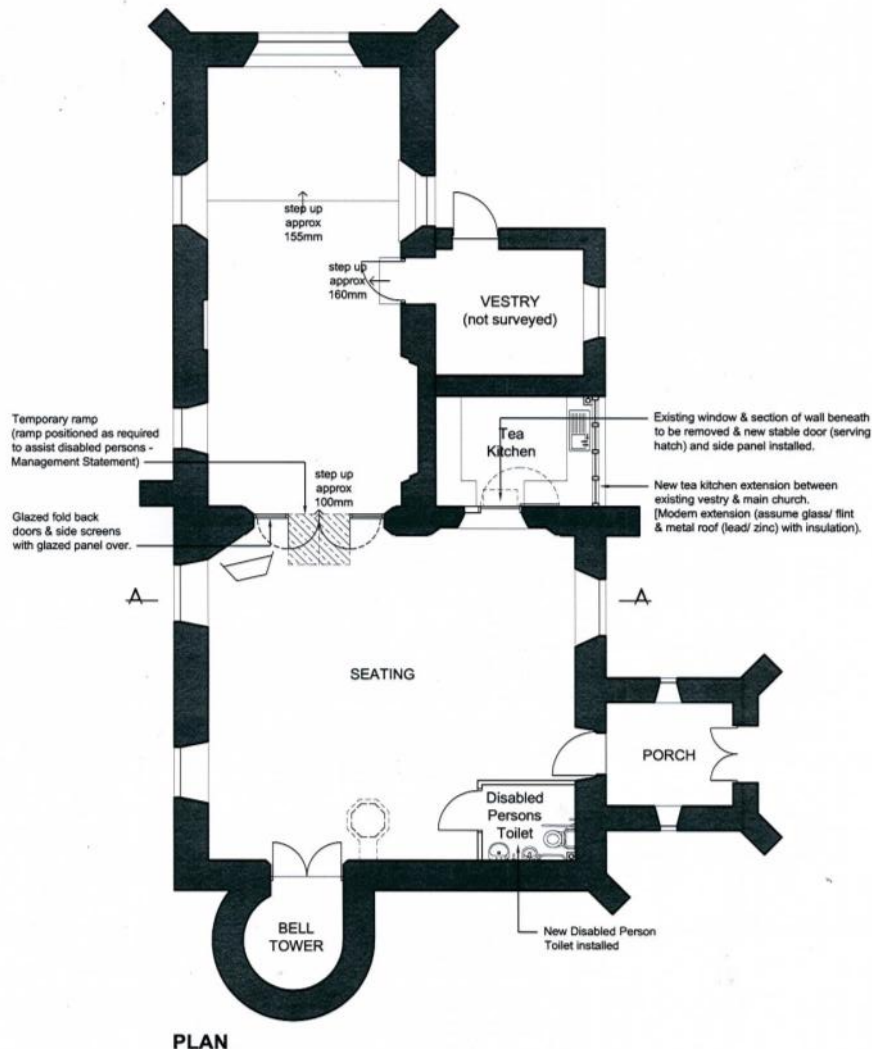 step up
approx
155mm
step up
approx
160mm
VESTRY
(not surveyed)
Temporary ramp
(ramp positioned as required
to assist disabled persons -
Management Statement)
step up
approx
100mm
Glazed fold back
doors & side screens
with glazed panel over.
Tea
Kitchen
Existing window & section of wall beneath
to be removed & new stable door (serving
hatch) and side panel installed.
New tea kitchen extension between
existing vestry & main church.
[Modern extension (assume glass/ flint
& metal roof (lead/ zinc) with insulation).
A
A
SEATING
PORCH
Disabled
Persons
Toilet
BELL
TOWER
New Disabled Person
Toilet installed
PLAN